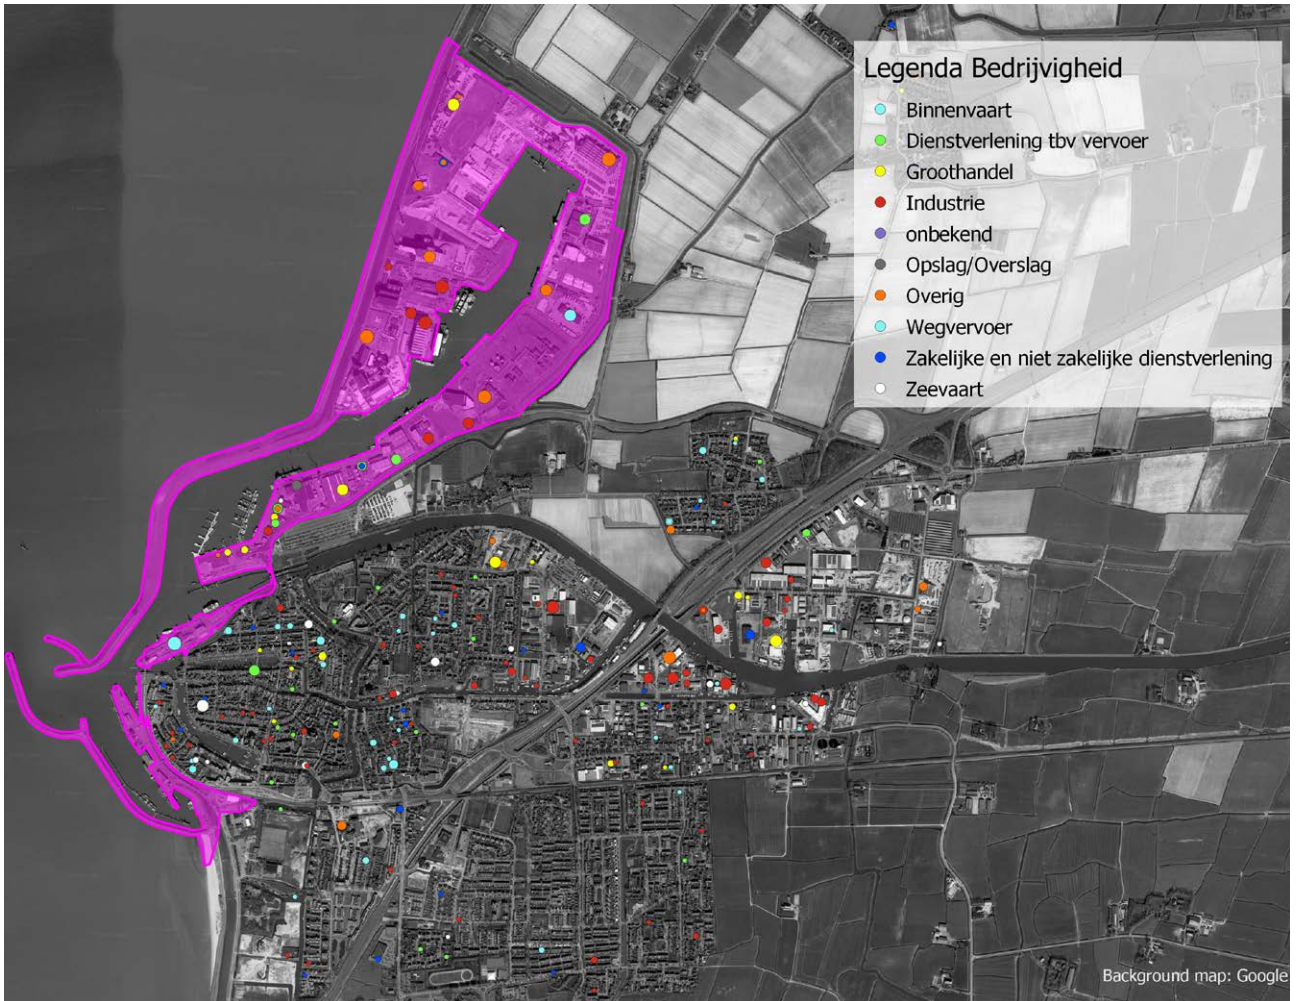 Legenda Bedrijvigheid
Binnenvaart
Dienstverlening tbv vervoer
Groothandel
Industrie
onbekend
Opslag/Overslag
Overig
Wegvervoer
Zakelijke en niet zakelijke dienstverlening
Zeevaart
Background map: Google